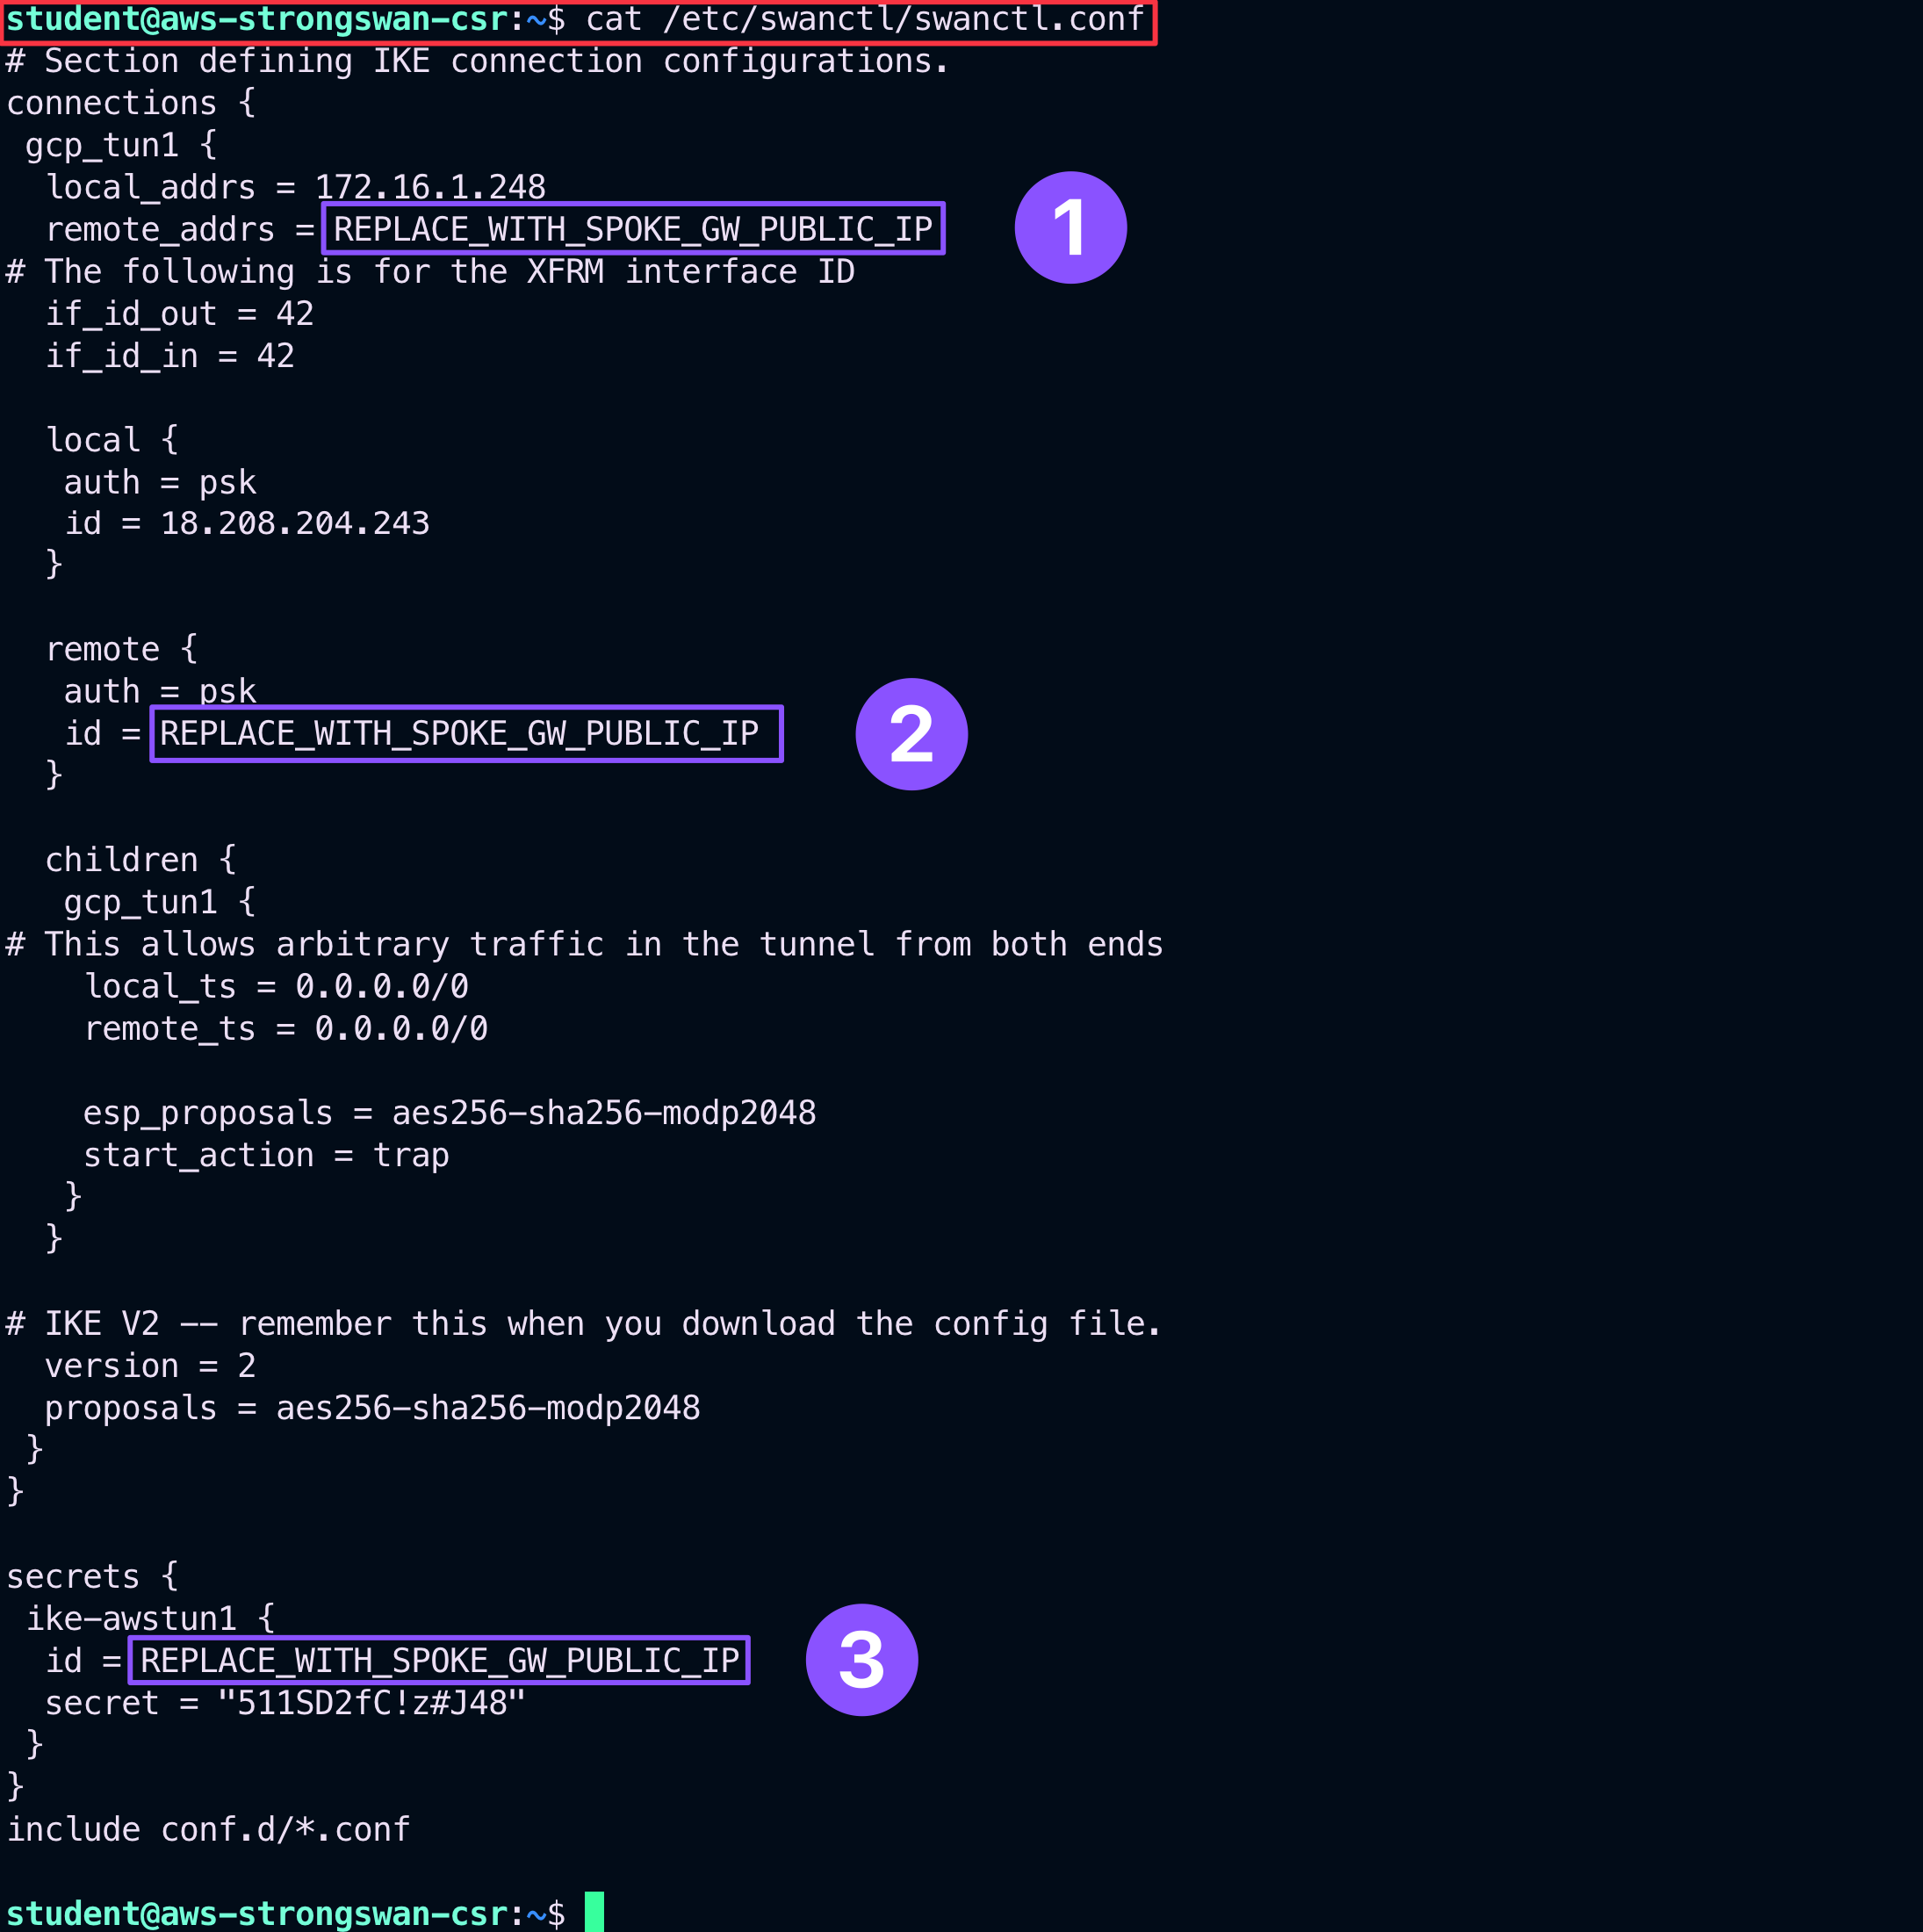 student@aws-strongswan-csr:~$ cat /etc/swanctl/swanctl.conf
# Section defining IKE connection configurations.
connections {
 gcp_tun1 {
  local_addrs = 172.16.1.248
  remote_addrs = REPLACE_WITH_SPOKE_GW_PUBLIC_IP
1
# The following is for the XFRM interface ID
  if_id_out = 42
  if_id_in = 42
  local {
   auth = psk
   id = 18.208.204.243
  }
  remote {
   auth = psk
   id = REPLACE_WITH_SPOKE_GW_PUBLIC_IP
2
  }
  children {
   gcp_tun1 {
# This allows arbitrary traffic in the tunnel from both ends
    local_ts = 0.0.0.0/0
    remote_ts = 0.0.0.0/0
    esp_proposals = aes256-sha256-modp2048
    start_action = trap
   }
  }
# IKE V2 -- remember this when you download the config file.
  version = 2
  proposals = aes256-sha256-modp2048
 }
}
secrets {
 ike-awstun1 {
  id = REPLACE_WITH_SPOKE_GW_PUBLIC_IP
3
  secret = "511SD2fC!z#J48"
 }
}
include conf.d/*.conf
student@aws-strongswan-csr:~$